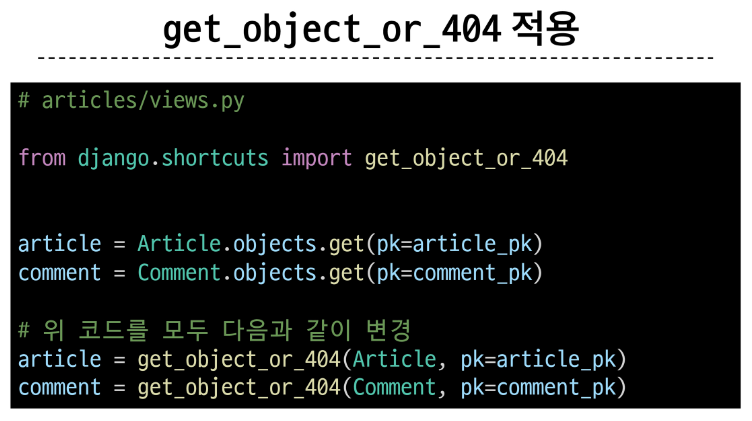 get_object_or_404 적용
# articles/views.py
from django.shortcuts import get_object_or_404
article = Article.objects.get(pk=article_pk)
comment = Comment.objects.get(pk=comment_pk)
# 위 코드를 모두 다음과 같이 변경
article = get_object_or_404(Article, pk=article_pk)
comment = get_object_or_404(Comment, pk=comment_pk)